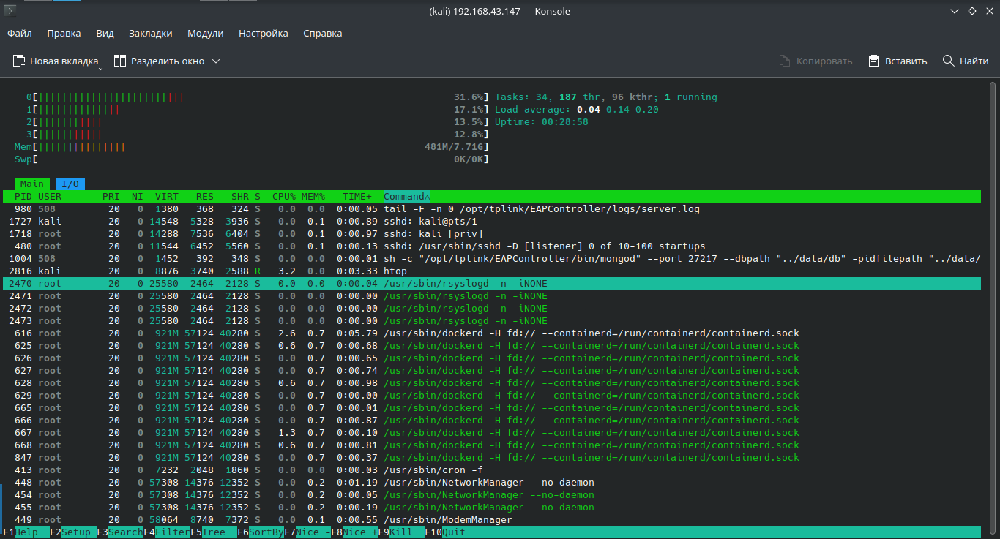 (kali) 192.168.43.147 — Konsole
Файл Правка Вид Закладки Модули Настройка Справка
Новая вкладка Разделить окно Копировать Вставить Найти
0[||||||||||||||||||||||||| 31.6%] Tasks: 34, 187 thr, 96 kthr; 1 running
1[|||||||||||||| 17.1%] Load average: 0.04 0.14 0.20
2[||||||||||| 13.5%] Uptime: 00:28:58
3[||||||||||| 12.8%]
Mem[||||||||||||||| 481M/7.71G]
Swp[ 0K/0K]
Main I/O
PID USER PRI NI VIRT RES SHR S CPU% MEM% TIME+ Command△
980 508 20 0 1380 368 324 S 0.0 0.0 0:00.05 tail -F -n 0 /opt/tplink/EAPController/logs/server.log
1727 kali 20 0 14548 5328 3936 S 0.0 0.1 0:00.89 sshd: kali@pts/1
1718 root 20 0 14288 7536 6404 S 0.0 0.1 0:00.97 sshd: kali [priv]
480 root 20 0 11544 6452 5560 S 0.0 0.1 0:00.13 sshd: /usr/sbin/sshd -D [listener] 0 of 10-100 startups
1004 508 20 0 1452 392 348 S 0.0 0.0 0:00.01 sh -c "/opt/tplink/EAPController/bin/mongod" --port 27217 --dbpath "../data/db" -pidfilepath "../data/
2816 kali 20 0 8876 3740 2588 R 3.2 0.0 0:03.33 htop
2470 root 20 0 25580 2464 2128 S 0.0 0.0 0:00.04 /usr/sbin/rsyslogd -n -iNONE
2471 root 20 0 25580 2464 2128 S 0.0 0.0 0:00.00 /usr/sbin/rsyslogd -n -iNONE
2472 root 20 0 25580 2464 2128 S 0.0 0.0 0:00.00 /usr/sbin/rsyslogd -n -iNONE
2473 root 20 0 25580 2464 2128 S 0.0 0.0 0:00.00 /usr/sbin/rsyslogd -n -iNONE
616 root 20 0 921M 57124 40280 S 2.6 0.7 0:05.79 /usr/sbin/dockerd -H fd:// --containerd=/run/containerd/containerd.sock
625 root 20 0 921M 57124 40280 S 0.6 0.7 0:00.68 /usr/sbin/dockerd -H fd:// --containerd=/run/containerd/containerd.sock
626 root 20 0 921M 57124 40280 S 0.0 0.7 0:00.65 /usr/sbin/dockerd -H fd:// --containerd=/run/containerd/containerd.sock
627 root 20 0 921M 57124 40280 S 0.0 0.7 0:00.74 /usr/sbin/dockerd -H fd:// --containerd=/run/containerd/containerd.sock
628 root 20 0 921M 57124 40280 S 0.6 0.7 0:00.98 /usr/sbin/dockerd -H fd:// --containerd=/run/containerd/containerd.sock
629 root 20 0 921M 57124 40280 S 0.0 0.7 0:00.00 /usr/sbin/dockerd -H fd:// --containerd=/run/containerd/containerd.sock
665 root 20 0 921M 57124 40280 S 0.0 0.7 0:00.01 /usr/sbin/dockerd -H fd:// --containerd=/run/containerd/containerd.sock
666 root 20 0 921M 57124 40280 S 0.0 0.7 0:00.87 /usr/sbin/dockerd -H fd:// --containerd=/run/containerd/containerd.sock
667 root 20 0 921M 57124 40280 S 1.3 0.7 0:00.10 /usr/sbin/dockerd -H fd:// --containerd=/run/containerd/containerd.sock
668 root 20 0 921M 57124 40280 S 0.6 0.7 0:00.81 /usr/sbin/dockerd -H fd:// --containerd=/run/containerd/containerd.sock
847 root 20 0 921M 57124 40280 S 0.0 0.7 0:00.37 /usr/sbin/dockerd -H fd:// --containerd=/run/containerd/containerd.sock
413 root 20 0 7232 2048 1860 S 0.0 0.0 0:00.03 /usr/sbin/cron -f
448 root 20 0 57308 14376 12352 S 0.0 0.2 0:01.19 /usr/sbin/NetworkManager --no-daemon
454 root 20 0 57308 14376 12352 S 0.0 0.2 0:00.05 /usr/sbin/NetworkManager --no-daemon
455 root 20 0 57308 14376 12352 S 0.0 0.2 0:00.19 /usr/sbin/NetworkManager --no-daemon
449 root 20 0 58064 8740 7372 S 0.0 0.1 0:00.55 /usr/sbin/ModemManager
F1Help F2Setup F3SearchF4FilterF5Tree F6SortByF7Nice -F8Nice +F9Kill F10Quit